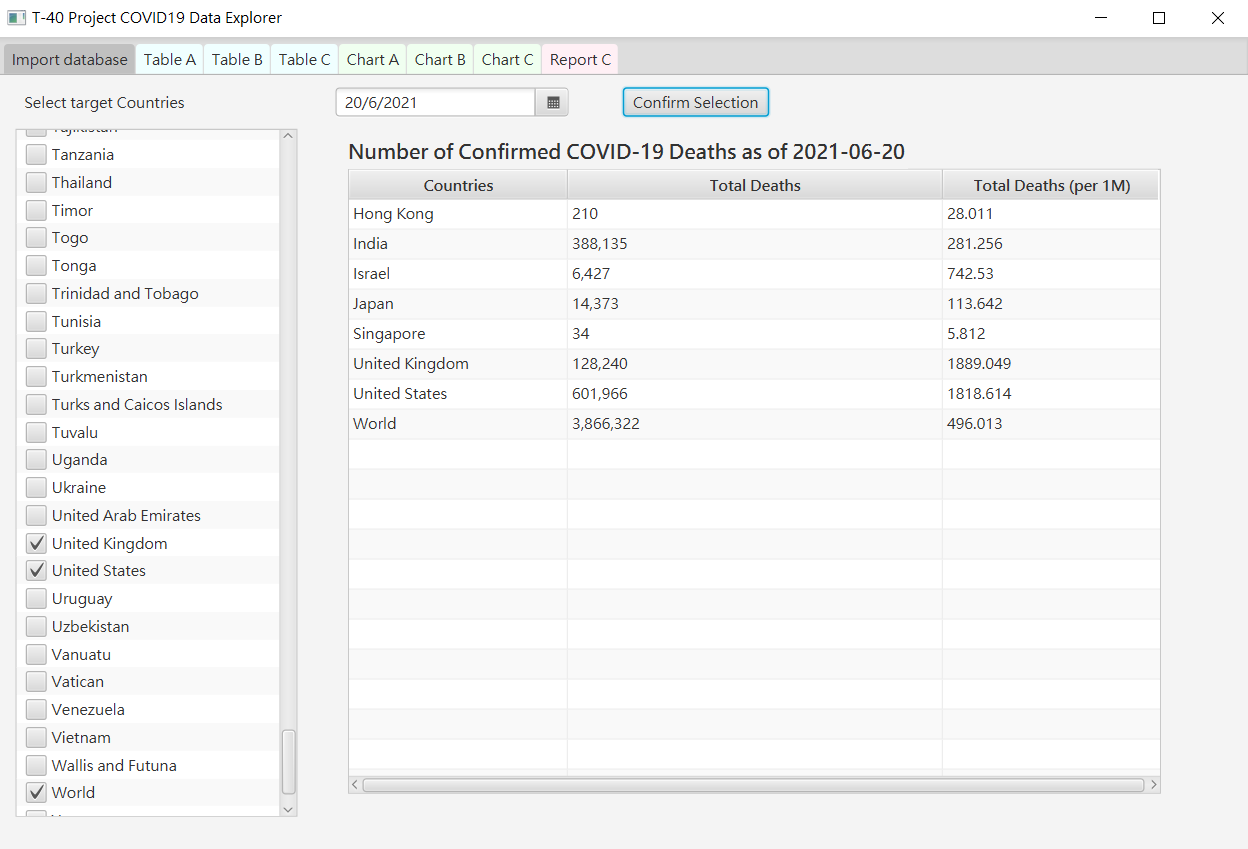 T-40 Project COVID19 Data Explorer
Import database Table A Table B Table C Chart A Chart B Chart C Report C
Select target Countries 20/6/2021 Confirm Selection
Tajikistan
Tanzania
Thailand
Timor
Togo
Tonga
Trinidad and Tobago
Tunisia
Turkey
Turkmenistan
Turks and Caicos Islands
Tuvalu
Uganda
Ukraine
United Arab Emirates
United Kingdom
United States
Uruguay
Uzbekistan
Vanuatu
Vatican
Venezuela
Vietnam
Wallis and Futuna
World
Number of Confirmed COVID-19 Deaths as of 2021-06-20
Countries Total Deaths Total Deaths (per 1M)
Hong Kong 210 28.011
India 388,135 281.256
Israel 6,427 742.53
Japan 14,373 113.642
Singapore 34 5.812
United Kingdom 128,240 1889.049
United States 601,966 1818.614
World 3,866,322 496.013